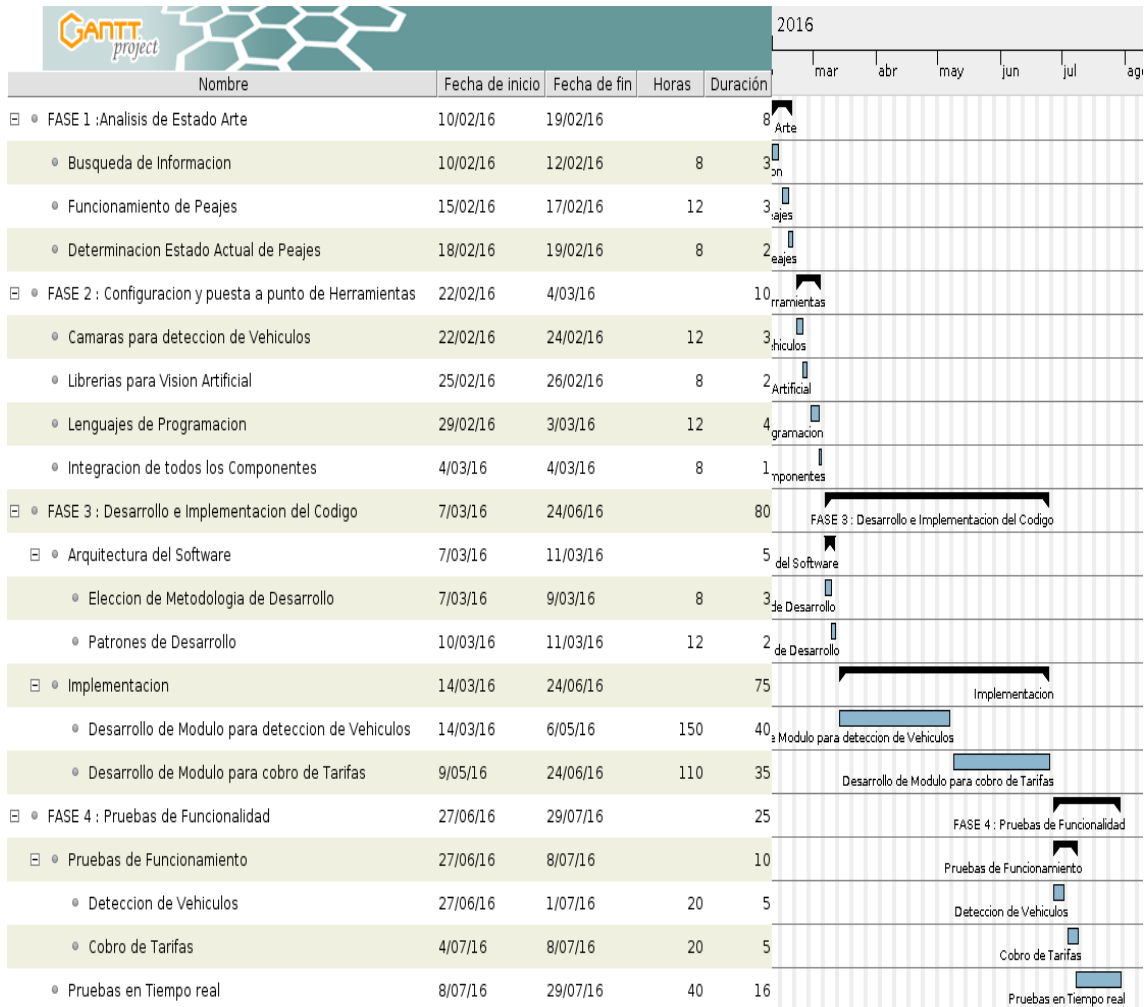 GANTT
project
2016
mar abr may jun jul ago
Nombre Fecha de inicio Fecha de fin Horas Duración
FASE 1 :Analisis de Estado Arte 10/02/16 19/02/16 8
Arte
Busqueda de Informacion 10/02/16 12/02/16 8 3
on
Funcionamiento de Peajes 15/02/16 17/02/16 12 3
ajes
Determinacion Estado Actual de Peajes 18/02/16 19/02/16 8 2
eajes
FASE 2 : Configuracion y puesta a punto de Herramientas 22/02/16 4/03/16 10
rramientas
Camaras para deteccion de Vehiculos 22/02/16 24/02/16 12 3
ehiculos
Librerias para Vision Artificial 25/02/16 26/02/16 8 2
Artificial
Lenguajes de Programacion 29/02/16 3/03/16 12 4
gramacion
Integracion de todos los Componentes 4/03/16 4/03/16 8 1
mponentes
FASE 3 : Desarrollo e Implementacion del Codigo 7/03/16 24/06/16 80
FASE 3 : Desarrollo e Implementacion del Codigo
Arquitectura del Software 7/03/16 11/03/16 5
del Software
Eleccion de Metodologia de Desarrollo 7/03/16 9/03/16 8 3
de Desarrollo
Patrones de Desarrollo 10/03/16 11/03/16 12 2
de Desarrollo
Implementacion 14/03/16 24/06/16 75
Implementacion
Desarrollo de Modulo para deteccion de Vehiculos 14/03/16 6/05/16 150 40
e Modulo para deteccion de Vehiculos
Desarrollo de Modulo para cobro de Tarifas 9/05/16 24/06/16 110 35
Desarrollo de Modulo para cobro de Tarifas
FASE 4 : Pruebas de Funcionalidad 27/06/16 29/07/16 25
FASE 4 : Pruebas de Funcionalidad
Pruebas de Funcionamiento 27/06/16 8/07/16 10
Pruebas de Funcionamiento
Deteccion de Vehiculos 27/06/16 1/07/16 20 5
Deteccion de Vehiculos
Cobro de Tarifas 4/07/16 8/07/16 20 5
Cobro de Tarifas
Pruebas en Tiempo real 8/07/16 29/07/16 40 16
Pruebas en Tiempo real